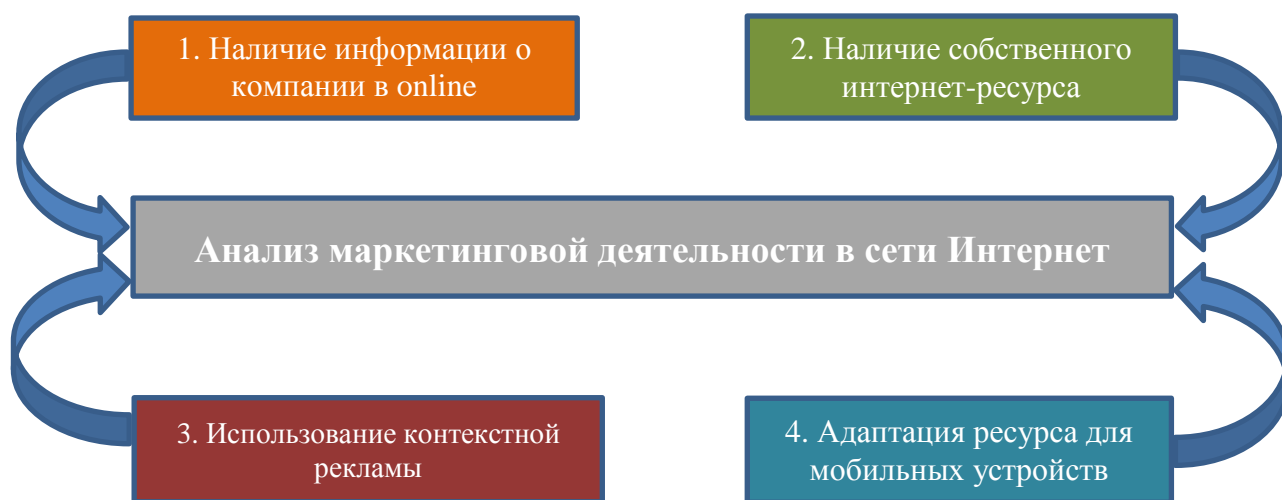 1. Наличие информации о
компании в online
2. Наличие собственного
интернет-ресурса
Анализ маркетинговой деятельности в сети Интернет
3. Использование контекстной
рекламы
4. Адаптация ресурса для
мобильных устройств